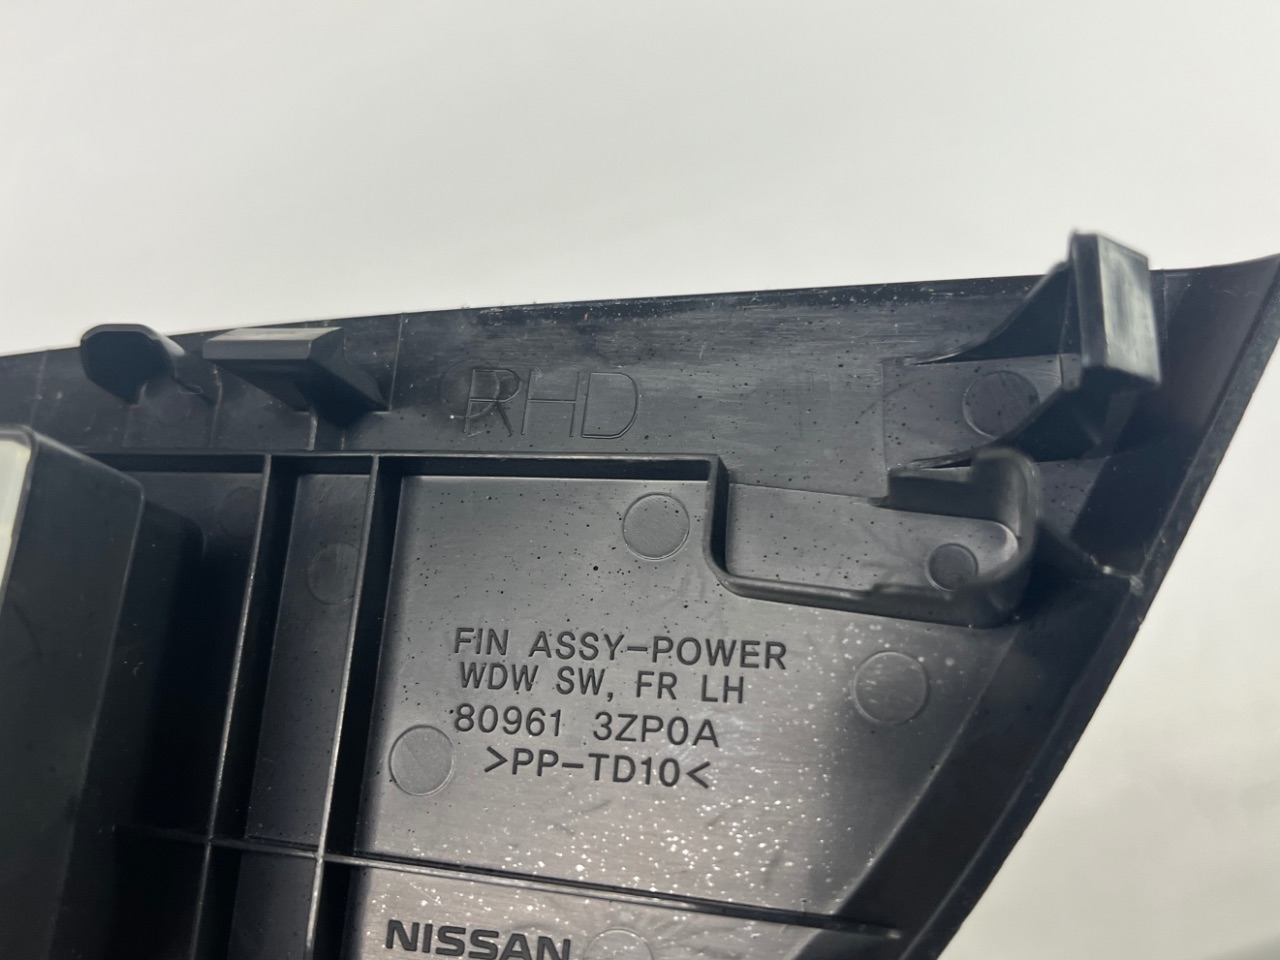 RHD
FIN ASSY-POWER
WDW SW, FR LH
80961 3ZP0A
>PP-TD10<
NISSAN